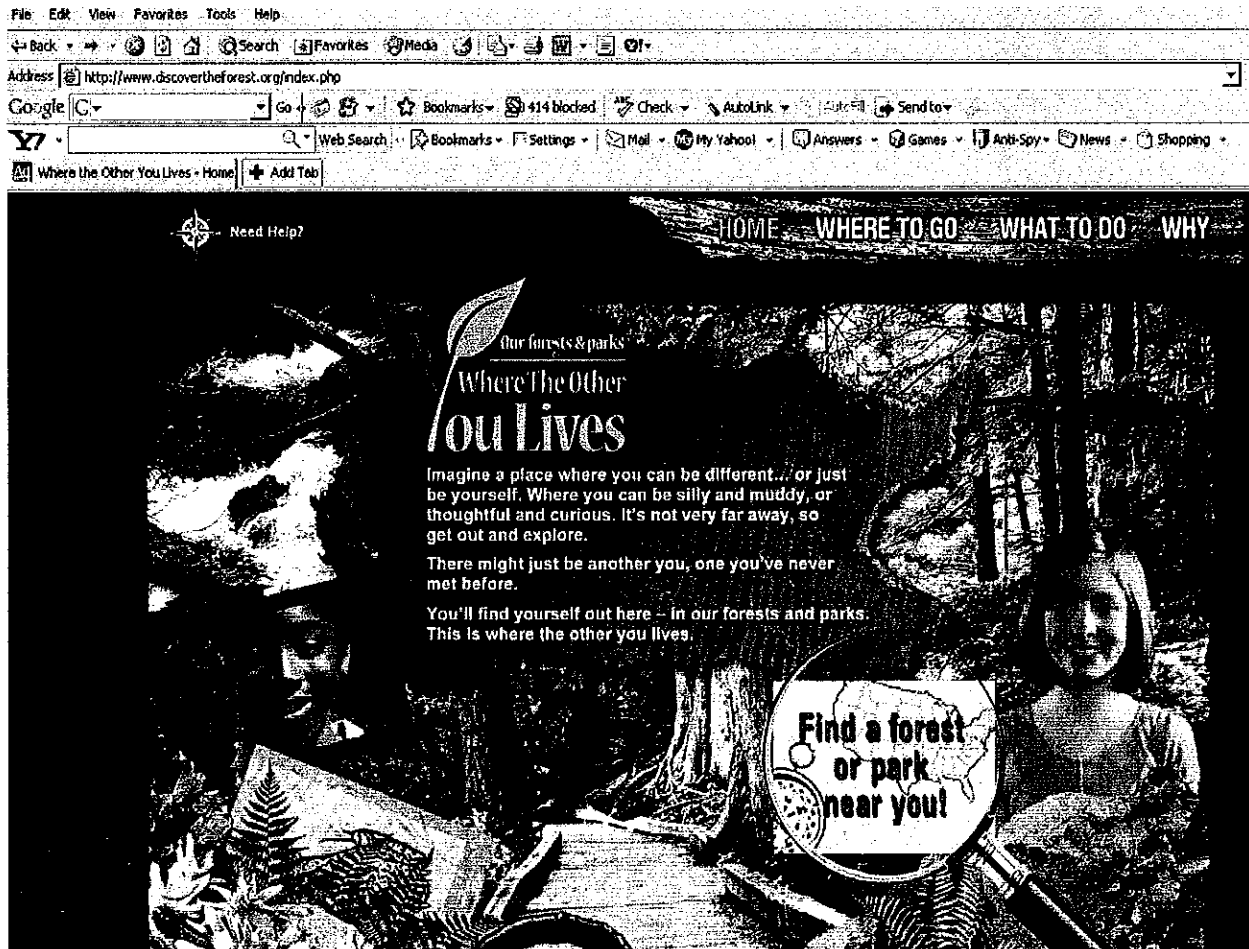 File Edit View Favorites Tools Help
Back Search Favorites Media
Address http://www.discovertheforest.org/index.php
Google G Go Bookmarks 414 blocked Check AutoLink AutoFill Send to
Y7 Web Search Bookmarks Settings Mail My Yahoo! Answers Games Anti-Spy News Shopping
Where the Other You Lives - Home Add Tab
Need Help? HOME WHERE TO GO WHAT TO DO WHY
Our forests & parks
Where The Other
You Lives
Imagine a place where you can be different... or just
be yourself. Where you can be silly and muddy, or
thoughtful and curious. It's not very far away, so
get out and explore.
There might just be another you, one you've never
met before.
You'll find yourself out here – in our forests and parks.
This is where the other you lives.
Find a forest
or park
near you!